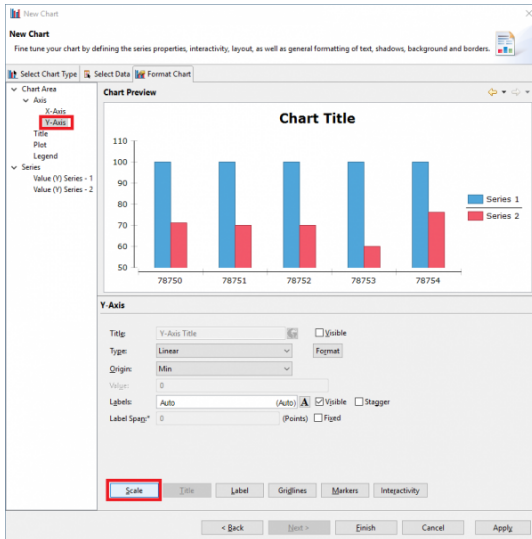 New Chart
New Chart
Fine tune your chart by defining the series properties, interactivity, layout, as well as general formatting of text, shadows, background and borders.
Select Chart Type Select Data Format Chart
Chart Area
Axis
X-Axis
Y-Axis
Title
Plot
Legend
Series
Value (Y) Series - 1
Value (Y) Series - 2
Chart Preview
Chart Title
110
100
90
80
70
60
50
78750 78751 78752 78753 78754
Series 1
Series 2
Y-Axis
Title: Y-Axis Title Visible
Type: Linear Format
Origin: Min
Value: 0
Labels: Auto (Auto) A Visible Stagger
Label Span:* 0 (Points) Fixed
Scale Title Label Gridlines Markers Interactivity
< Back Next > Finish Cancel Apply